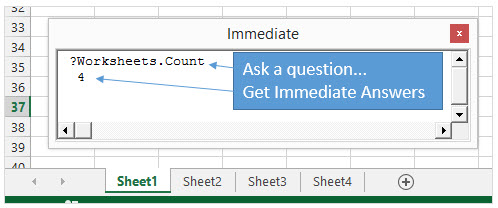 32
33
Immediate
x
34
?Worksheets.Count
Ask a question...
35
4
Get Immediate Answers
36
37
38
39
40
Sheet1 Sheet2 Sheet3 Sheet4